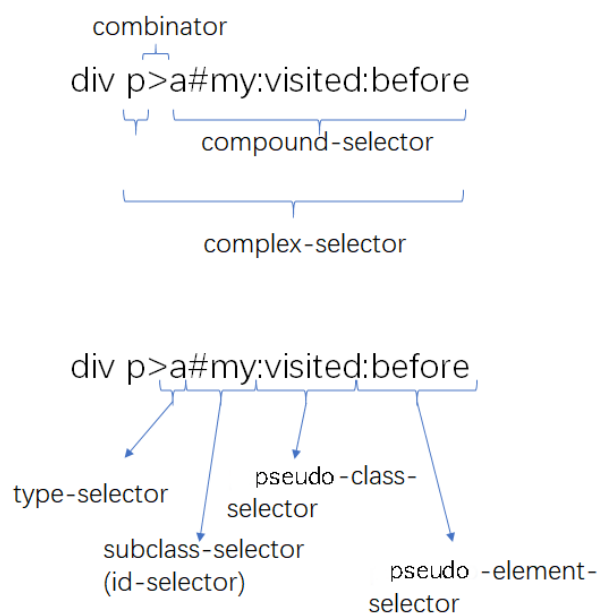 combinator
div p>a#my:visited:before
compound-selector
complex-selector
div p>a#my:visited:before
type-selector
pseudo-class-
selector
subclass-selector
(id-selector)
pseudo -element-
selector